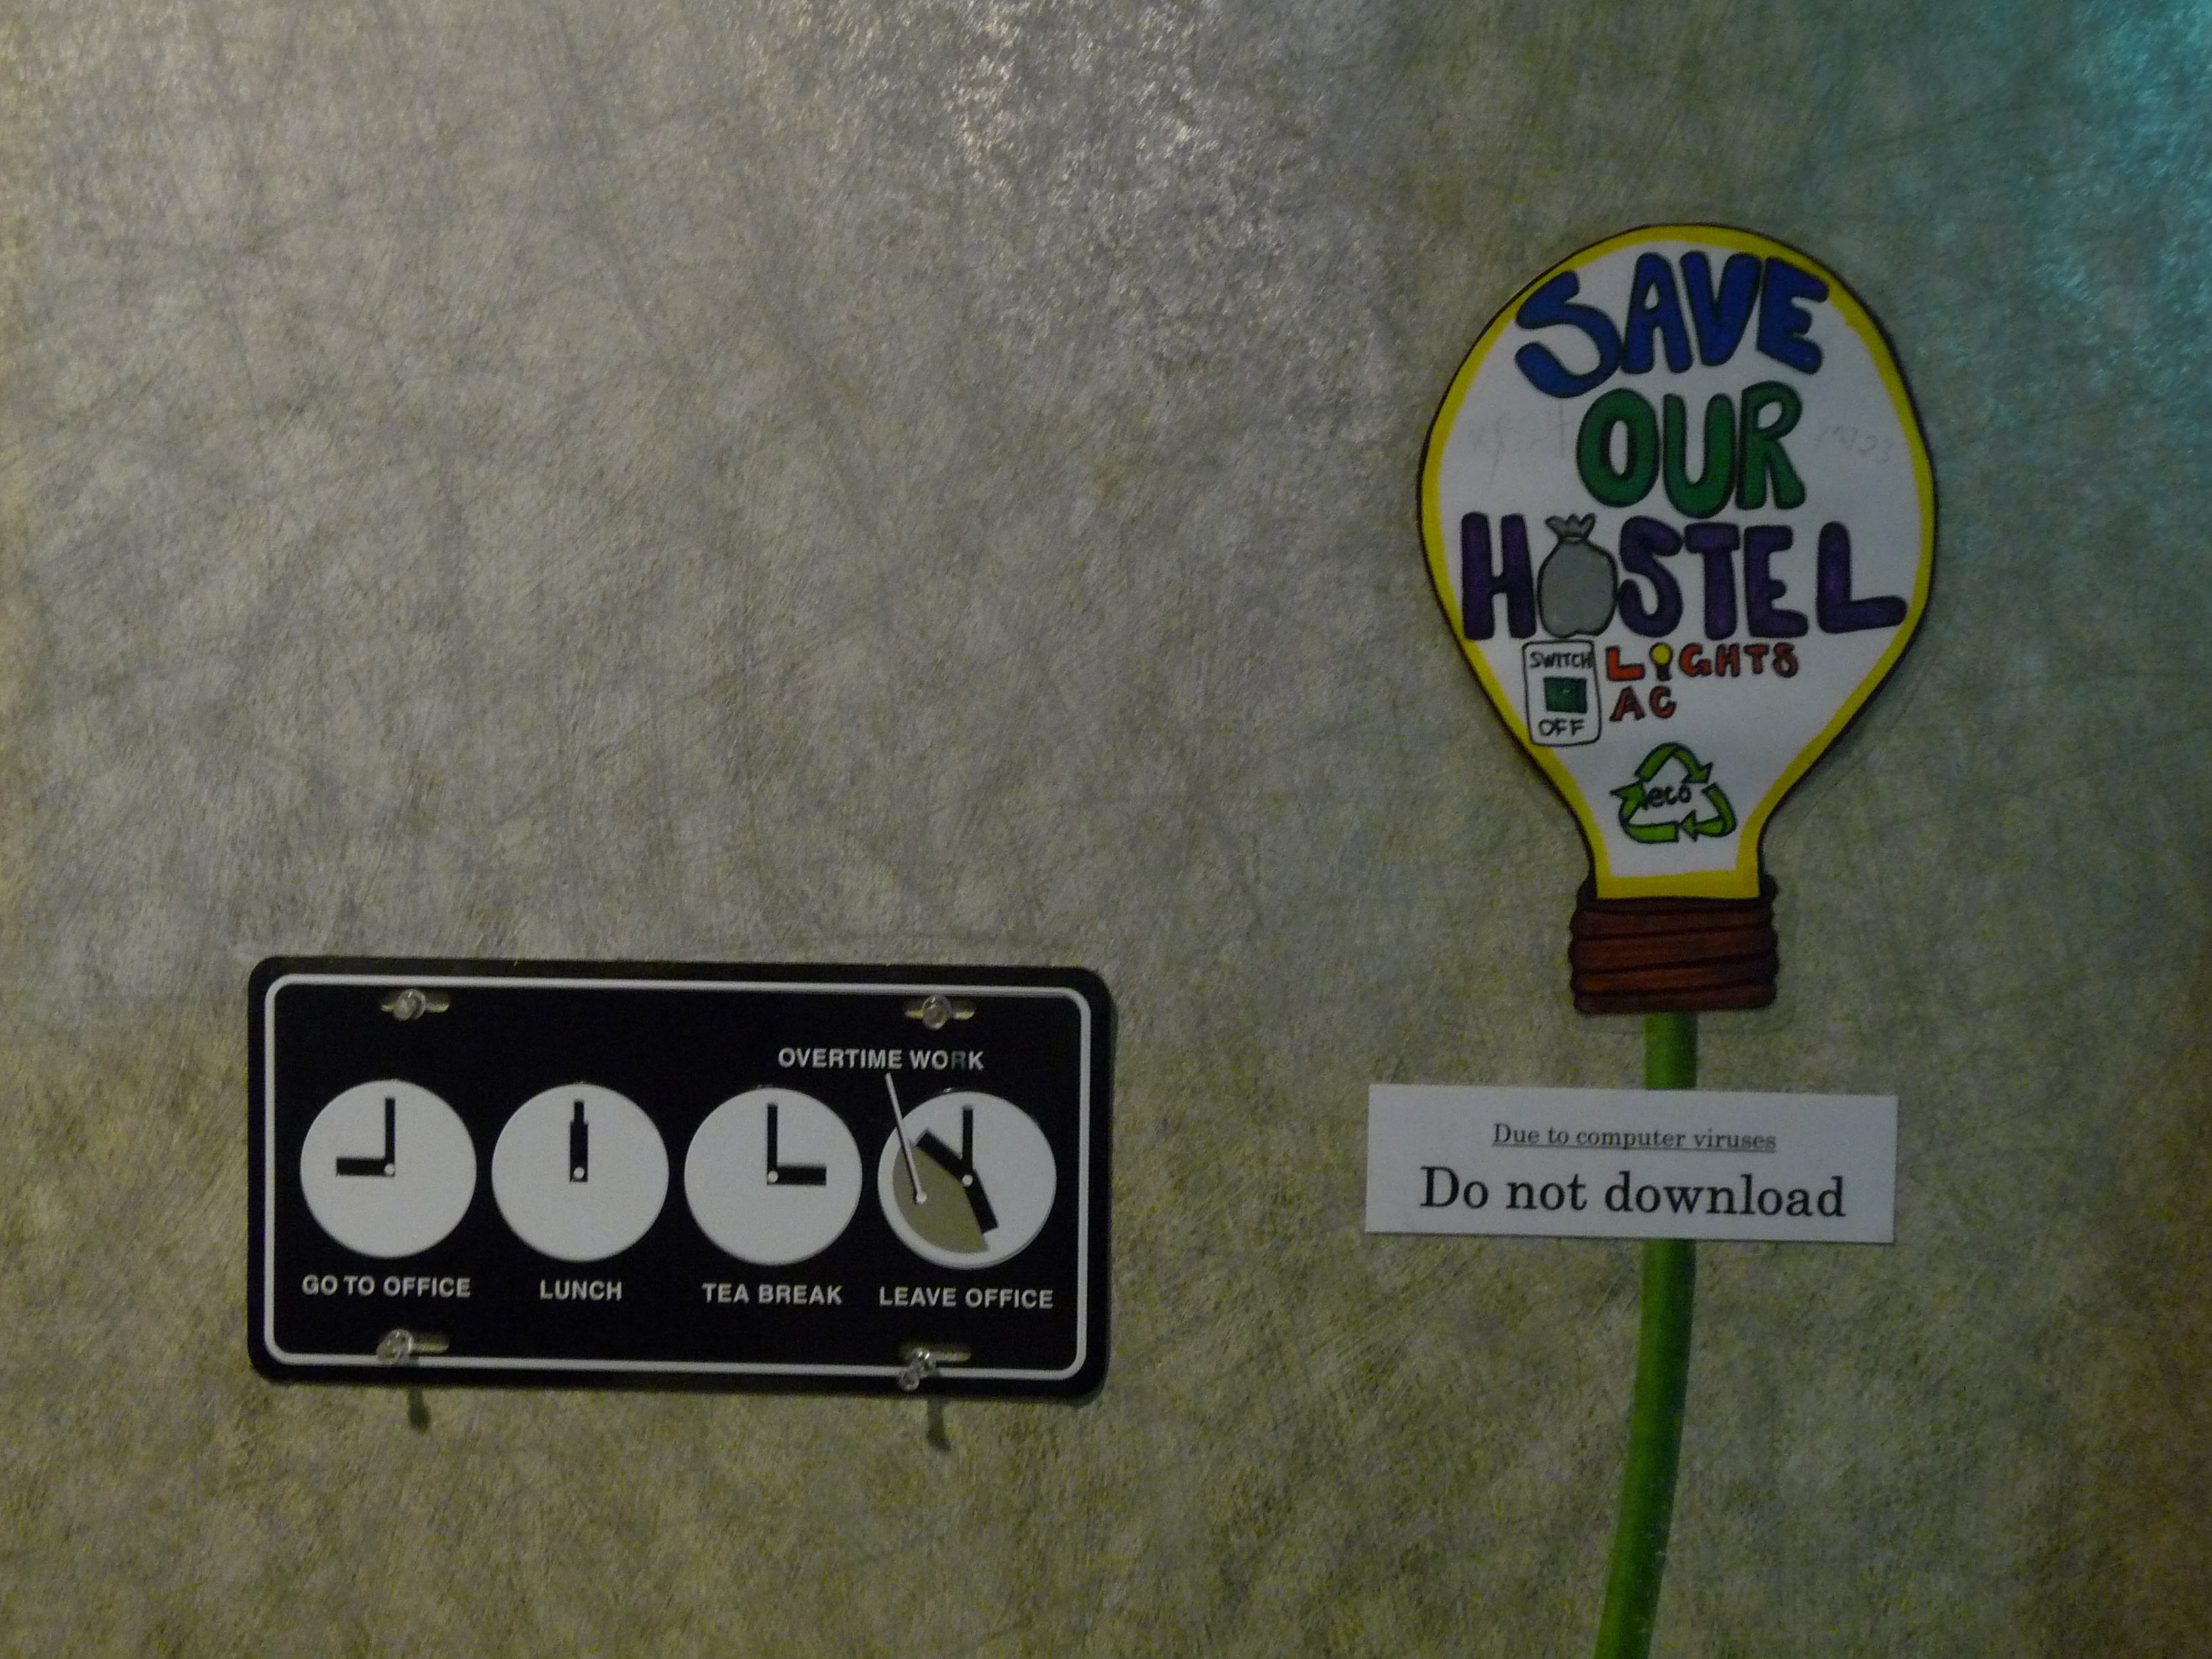 SAVE
OUR
HOSTEL
SWITCH LIGHTS
AC
OFF
eco
Due to computer viruses
Do not download
OVERTIME WORK
GO TO OFFICE LUNCH TEA BREAK LEAVE OFFICE